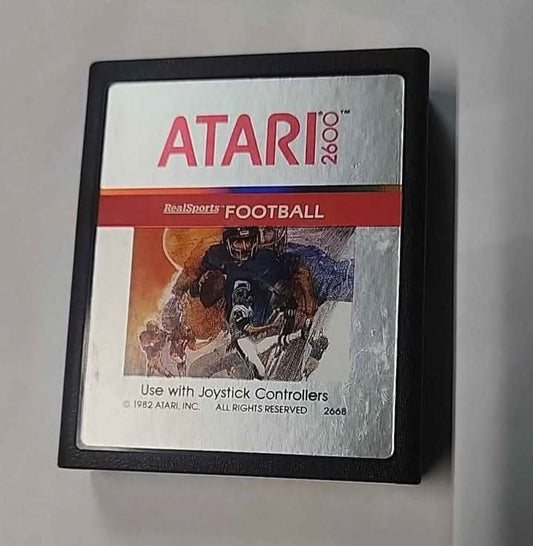 ATARI® 2600™
RealSports™ FOOTBALL
Use with Joystick Controllers
© 1982 ATARI, INC. ALL RIGHTS RESERVED 2668